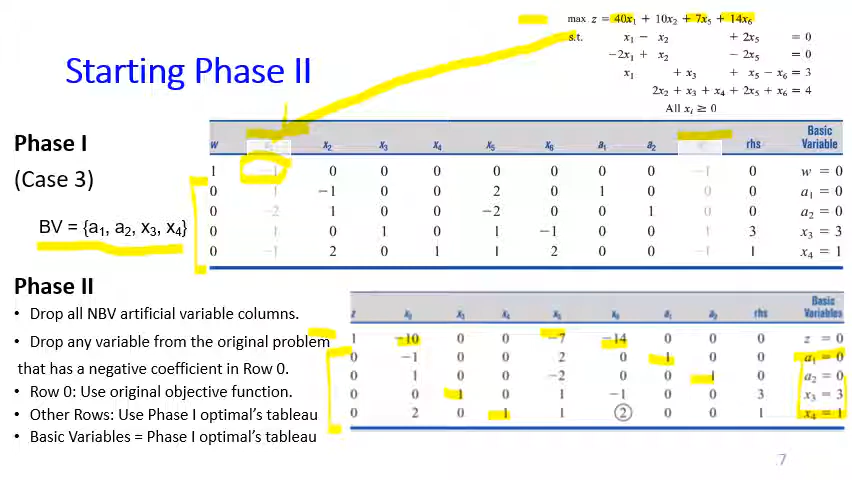 max z = 40x₁ + 10x₂ + 7x₅ + 14x₆
s.t. x₁ − x₂ + 2x₅ = 0
−2x₁ + x₂ − 2x₅ = 0
x₁ + x₃ + x₅ − x₆ = 3
2x₂ + x₃ + x₄ + 2x₅ + x₆ = 4
All xᵢ ≥ 0
Starting Phase II
Phase I
(Case 3)
BV = {a₁, a₂, x₃, x₄}
w x₂ x₃ x₄ x₅ x₆ a₁ a₂ rhs Basic Variable
1 −1 0 0 0 0 0 0 0 −1 0 w = 0
0 1 −1 0 0 2 0 1 0 0 0 a₁ = 0
0 −2 1 0 0 −2 0 0 1 0 0 a₂ = 0
0 1 0 1 0 1 −1 0 0 0 3 x₃ = 3
0 −1 2 0 1 1 2 0 0 −1 1 x₄ = 1
Phase II
• Drop all NBV artificial variable columns.
• Drop any variable from the original problem
that has a negative coefficient in Row 0.
• Row 0: Use original objective function.
• Other Rows: Use Phase I optimal's tableau
• Basic Variables = Phase I optimal's tableau
z x₂ x₃ x₄ x₅ x₆ a₁ a₂ rhs Basic Variables
1 −10 0 0 −7 −14 0 0 0 z = 0
0 −1 0 0 2 0 1 0 0 a₁ = 0
0 1 0 0 −2 0 0 1 0 a₂ = 0
0 0 1 0 1 −1 0 0 3 x₃ = 3
0 2 0 1 1 2 0 0 1 x₄ = 1
7